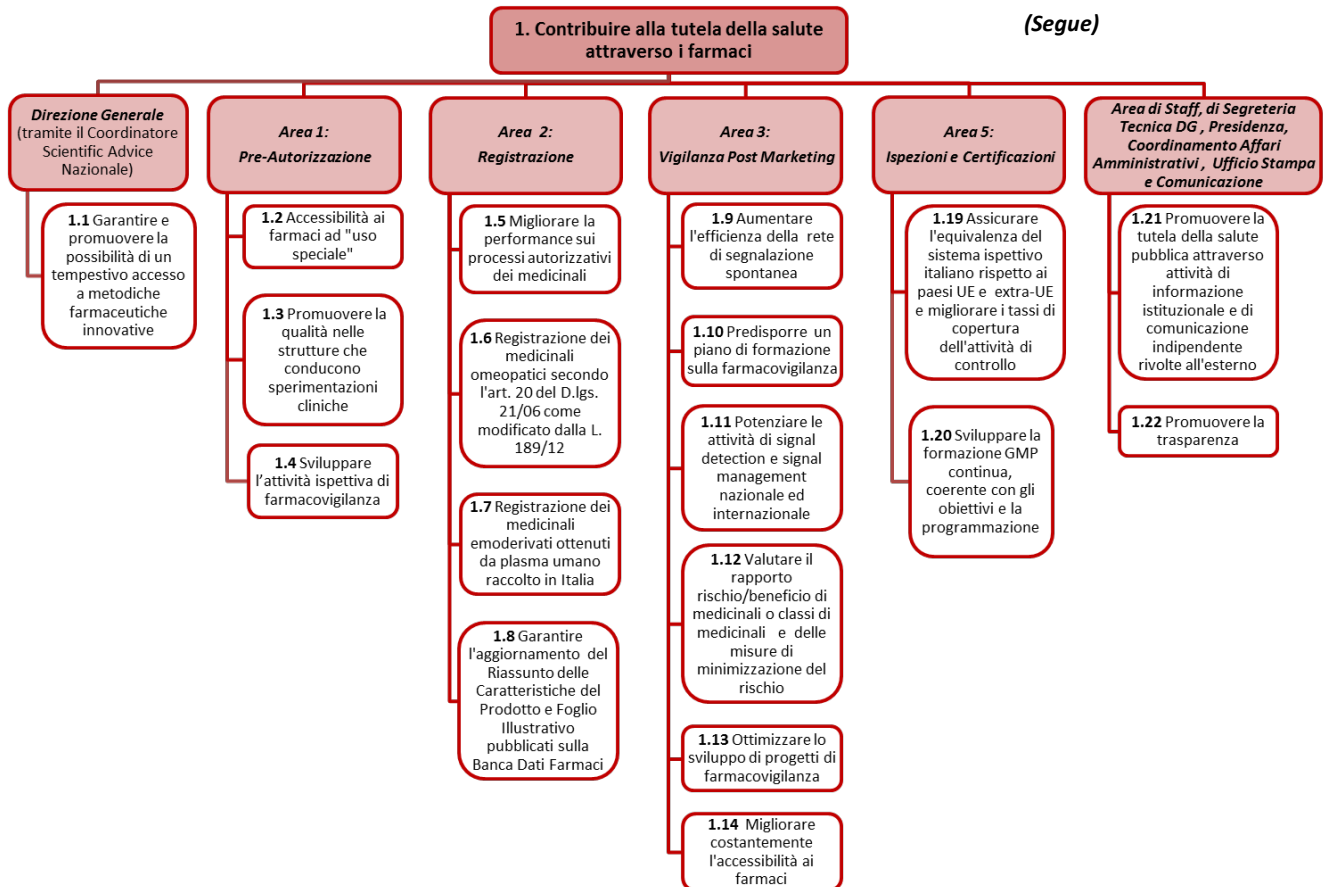 1. Contribuire alla tutela della salute
attraverso i farmaci
(Segue)
Direzione Generale
(tramite il Coordinatore
Scientific Advice
Nazionale)
1.1 Garantire e
promuovere la
possibilità di un
tempestivo accesso
a metodiche
farmaceutiche
innovative
Area 1:
Pre-Autorizzazione
1.2 Accessibilità ai
farmaci ad "uso
speciale"
1.3 Promuovere la
qualità nelle
strutture che
conducono
sperimentazioni
cliniche
1.4 Sviluppare
l’attività ispettiva di
farmacovigilanza
Area 2:
Registrazione
1.5 Migliorare la
performance sui
processi autorizzativi
dei medicinali
1.6 Registrazione dei
medicinali
omeopatici secondo
l'art. 20 del D.lgs.
21/06 come
modificato dalla L.
189/12
1.7 Registrazione dei
medicinali
emoderivati ottenuti
da plasma umano
raccolto in Italia
1.8 Garantire
l'aggiornamento del
Riassunto delle
Caratteristiche del
Prodotto e Foglio
Illustrativo
pubblicati sulla
Banca Dati Farmaci
Area 3:
Vigilanza Post Marketing
1.9 Aumentare
l'efficienza della rete
di segnalazione
spontanea
1.10 Predisporre un
piano di formazione
sulla farmacovigilanza
1.11 Potenziare le
attività di signal
detection e signal
management
nazionale ed
internazionale
1.12 Valutare il
rapporto
rischio/beneficio di
medicinali o classi di
medicinali e delle
misure di
minimizzazione del
rischio
1.13 Ottimizzare lo
sviluppo di progetti di
farmacovigilanza
1.14 Migliorare
costantemente
l'accessibilità ai
farmaci
Area 5:
Ispezioni e Certificazioni
1.19 Assicurare
l'equivalenza del
sistema ispettivo
italiano rispetto ai
paesi UE e extra-UE
e migliorare i tassi di
copertura
dell'attività di
controllo
1.20 Sviluppare la
formazione GMP
continua,
coerente con gli
obiettivi e la
programmazione
Area di Staff, di Segreteria
Tecnica DG , Presidenza,
Coordinamento Affari
Amministrativi , Ufficio Stampa
e Comunicazione
1.21 Promuovere la
tutela della salute
pubblica attraverso
attività di
informazione
istituzionale e di
comunicazione
indipendente
rivolte all'esterno
1.22 Promuovere la
trasparenza